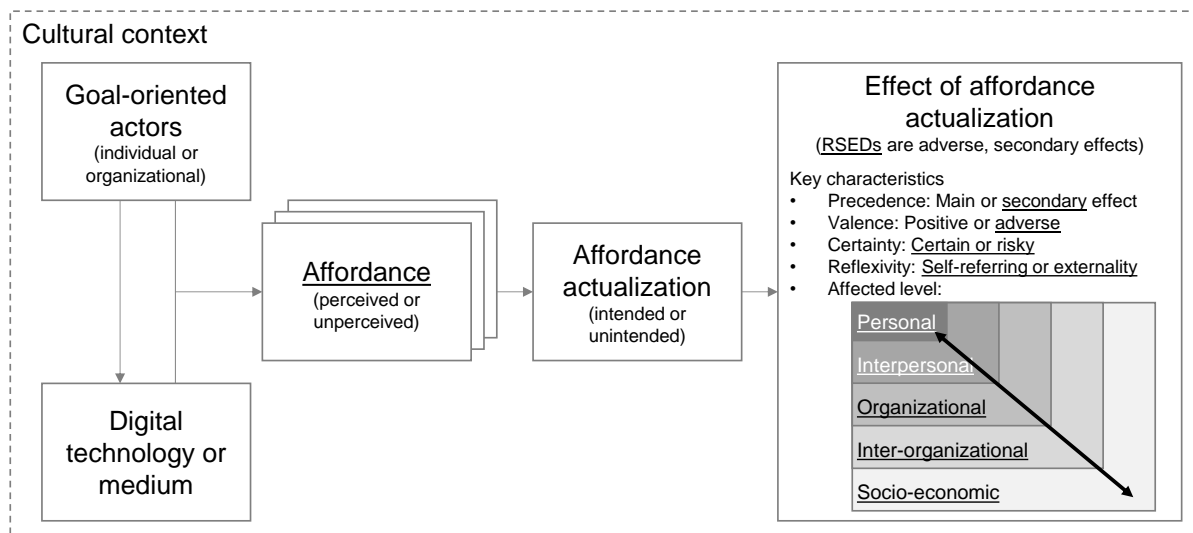 Cultural context
Goal-oriented
actors
(individual or
organizational)
Digital
technology or
medium
Affordance
(perceived or
unperceived)
Affordance
actualization
(intended or
unintended)
Effect of affordance
actualization
(RSEDs are adverse, secondary effects)
Key characteristics
• Precedence: Main or secondary effect
• Valence: Positive or adverse
• Certainty: Certain or risky
• Reflexivity: Self-referring or externality
• Affected level:
Personal
Interpersonal
Organizational
Inter-organizational
Socio-economic